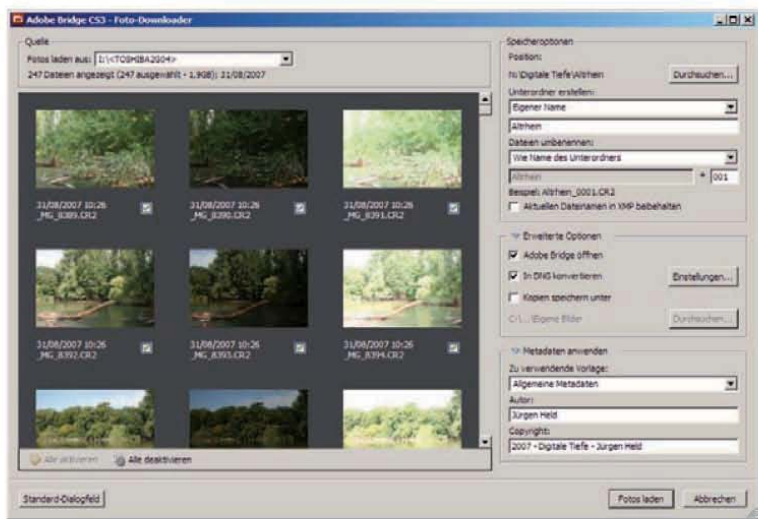 Adobe Bridge CS3 - Foto-Downloader
Quelle
Fotos laden aus: I:\<TOSHIBA2G04>
247 Dateien angezeigt (247 ausgewählt - 1,9GB): 31/08/2007
31/08/2007 10:26
_MG_8389.CR2
31/08/2007 10:26
_MG_8390.CR2
31/08/2007 10:26
_MG_8391.CR2
31/08/2007 10:26
_MG_8392.CR2
31/08/2007 10:26
_MG_8393.CR2
31/08/2007 10:26
_MG_8394.CR2
Alle aktivieren
Alle deaktivieren
Standard-Dialogfeld
Speicheroptionen
Position:
h:\Digitale Tiefe\Altrhein
Durchsuchen...
Unterordner erstellen:
Eigener Name
Altrhein
Dateien umbenennen:
Wie Name des Unterordners
Altrhein + 001
Beispiel: Altrhein_0001.CR2
Aktuellen Dateinamen in XMP beibehalten
Erweiterte Optionen
Adobe Bridge öffnen
In DNG konvertieren
Einstellungen...
Kopien speichern unter
C:\...\Eigene Bilder
Durchsuchen...
Metadaten anwenden
Zu verwendende Vorlage:
Allgemeine Metadaten
Autor:
Jürgen Held
Copyright:
2007 - Digitale Tiefe - Jürgen Held
Fotos laden
Abbrechen